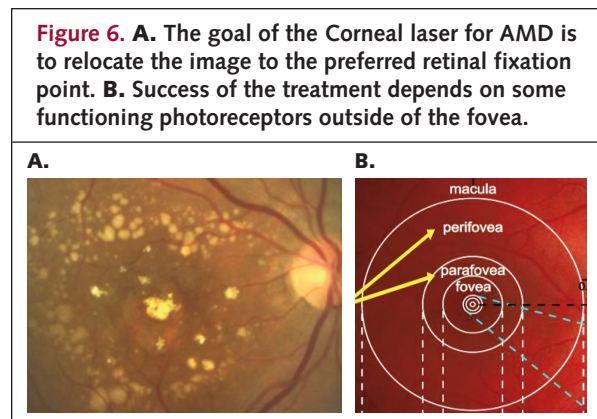 Figure 6. A. The goal of the Corneal laser for AMD is
to relocate the image to the preferred retinal fixation
point. B. Success of the treatment depends on some
functioning photoreceptors outside of the fovea.
A.
B.
macula
perifovea
parafovea
fovea
0